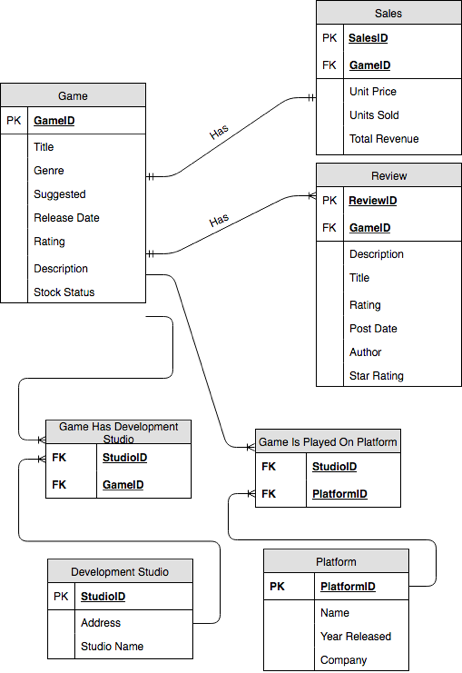 Sales
PK SalesID
FK GameID
Unit Price
Units Sold
Total Revenue
Game
PK GameID
Title
Genre
Suggested
Release Date
Rating
Description
Stock Status
Has
Has
Review
PK ReviewID
FK GameID
Description
Title
Rating
Post Date
Author
Star Rating
Game Has Development
Studio
FK StudioID
FK GameID
Game Is Played On Platform
FK StudioID
FK PlatformID
Development Studio
PK StudioID
Address
Studio Name
Platform
PK PlatformID
Name
Year Released
Company